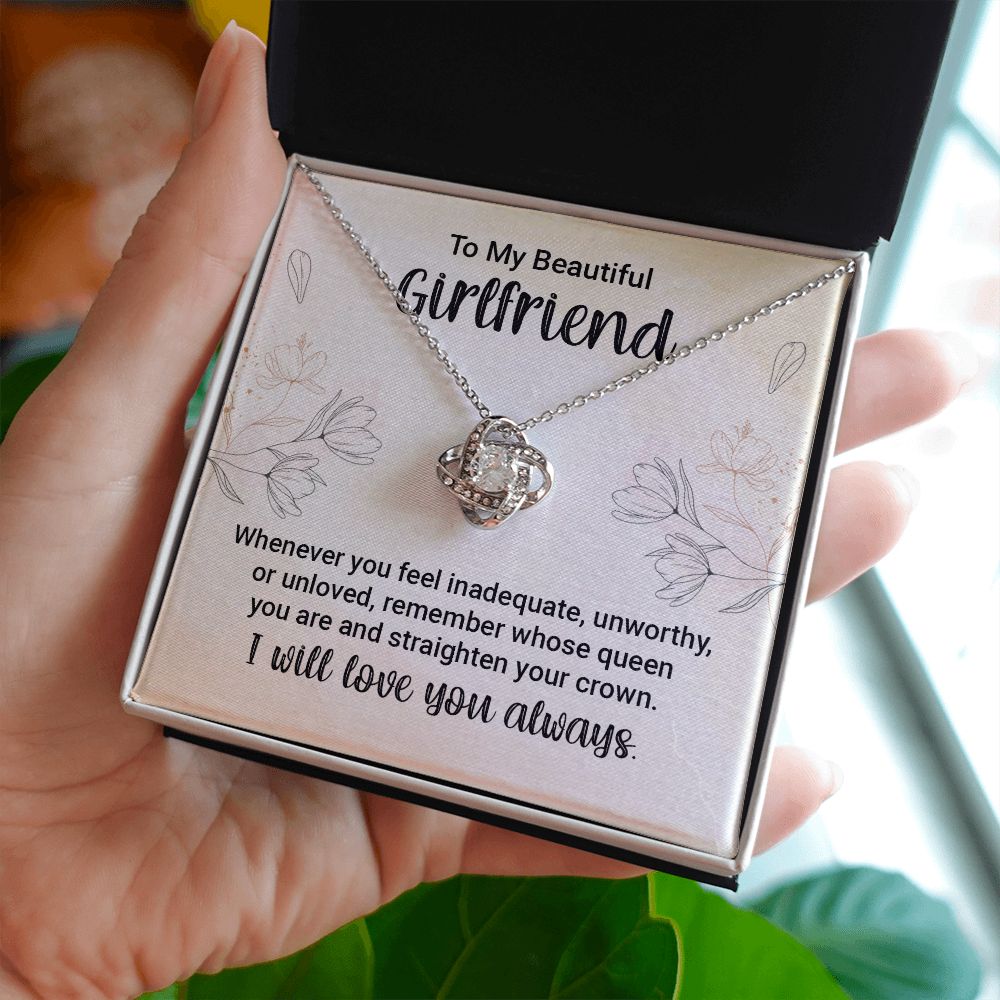 To My Beautiful
Girlfriend
Whenever you feel inadequate, unworthy,
or unloved, remember whose queen
you are and straighten your crown.
I will love you always.